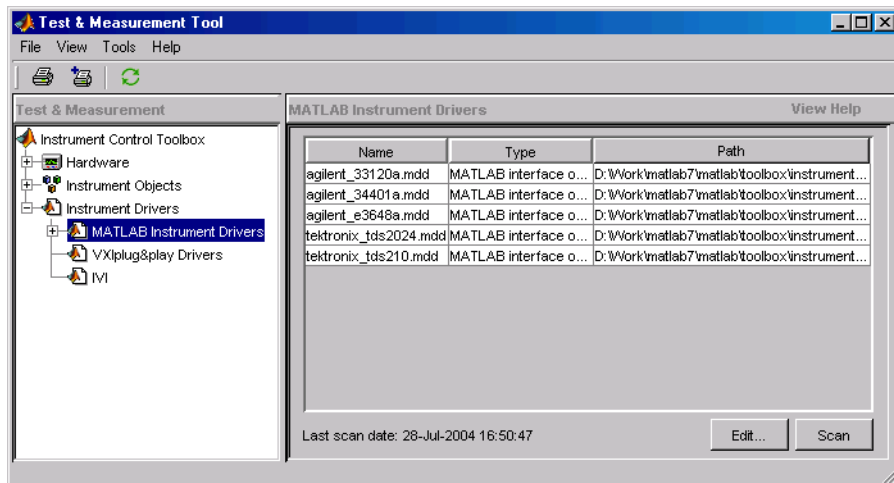 Test & Measurement Tool
File View Tools Help
Test & Measurement
MATLAB Instrument Drivers View Help
Instrument Control Toolbox
Hardware
Instrument Objects
Instrument Drivers
MATLAB Instrument Drivers
VXIplug&play Drivers
IVI
Name Type Path
agilent_33120a.mdd MATLAB interface o... D:\Work\matlab7\matlab\toolbox\instrument...
agilent_34401a.mdd MATLAB interface o... D:\Work\matlab7\matlab\toolbox\instrument...
agilent_e3648a.mdd MATLAB interface o... D:\Work\matlab7\matlab\toolbox\instrument...
tektronix_tds2024.mdd MATLAB interface o... D:\Work\matlab7\matlab\toolbox\instrument...
tektronix_tds210.mdd MATLAB interface o... D:\Work\matlab7\matlab\toolbox\instrument...
Last scan date: 28-Jul-2004 16:50:47
Edit... Scan